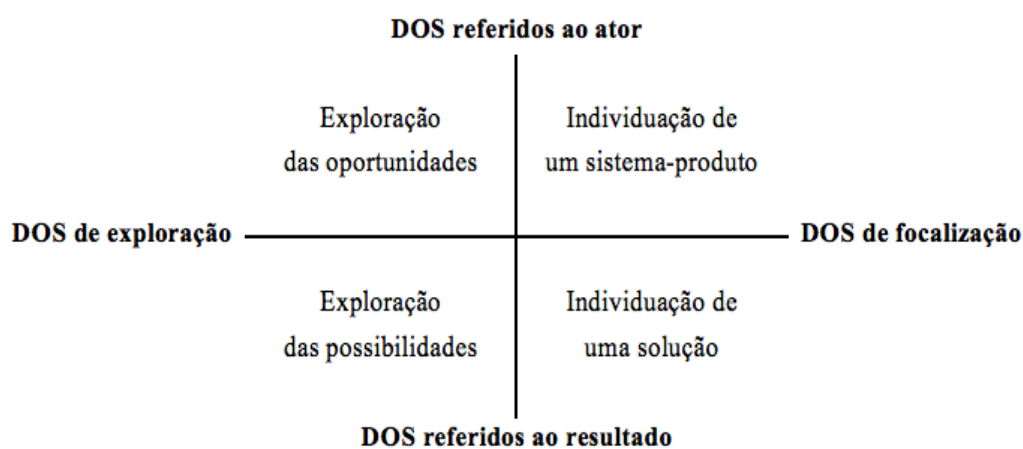 DOS referidos ao ator
Exploração
das oportunidades
Individuação de
um sistema-produto
DOS de exploração
DOS de focalização
Exploração
das possibilidades
Individuação de
uma solução
DOS referidos ao resultado